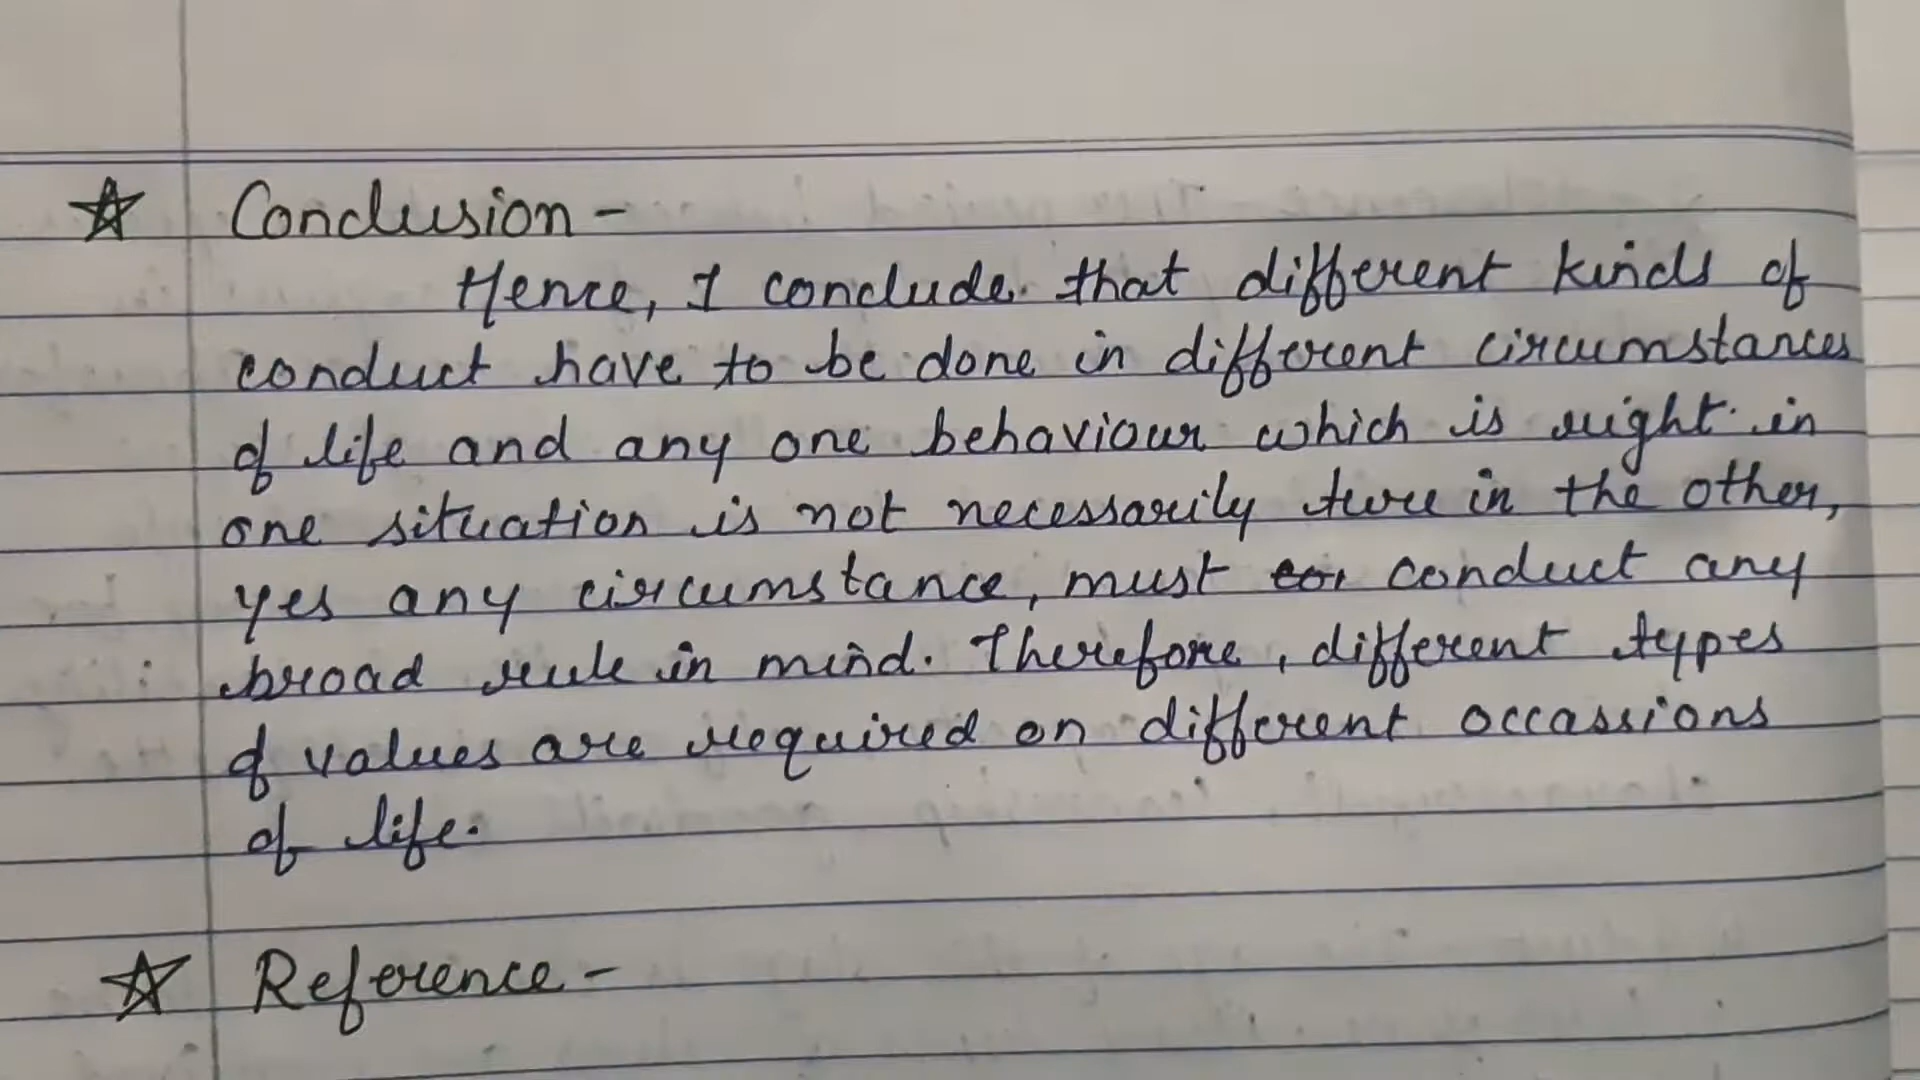 ☆ Conclusion -
Hence, I conclude that different kinds of
conduct have to be done in different circumstances
of life and any one behaviour which is right in
one situation is not necessarily ture in the other,
yes any circumstance, must conduct any
broad rule in mind. Therefore, different types
of values are required on different occassions
of life.
☆ Reference -